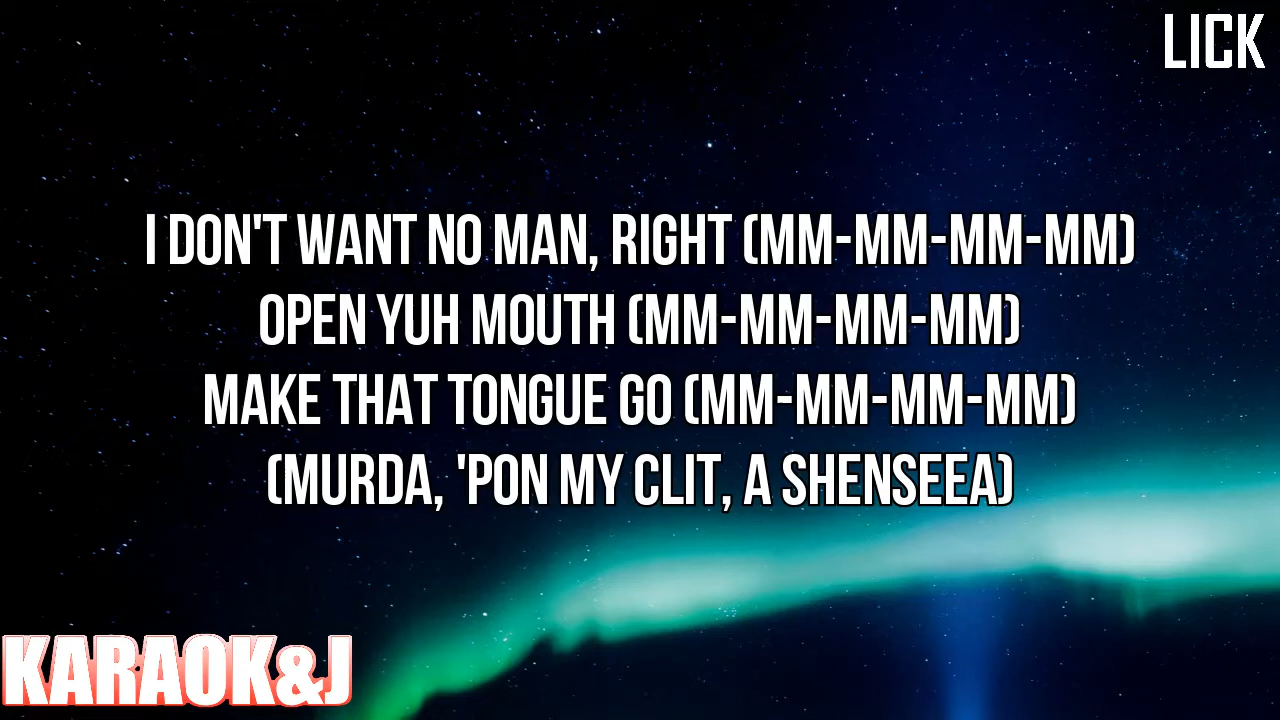 LICK
I DON'T WANT NO MAN, RIGHT (MM-MM-MM-MM)
OPEN YUH MOUTH (MM-MM-MM-MM)
MAKE THAT TONGUE GO (MM-MM-MM-MM)
(MURDA, 'PON MY CLIT, A SHENSEEA)
KARAOK&J